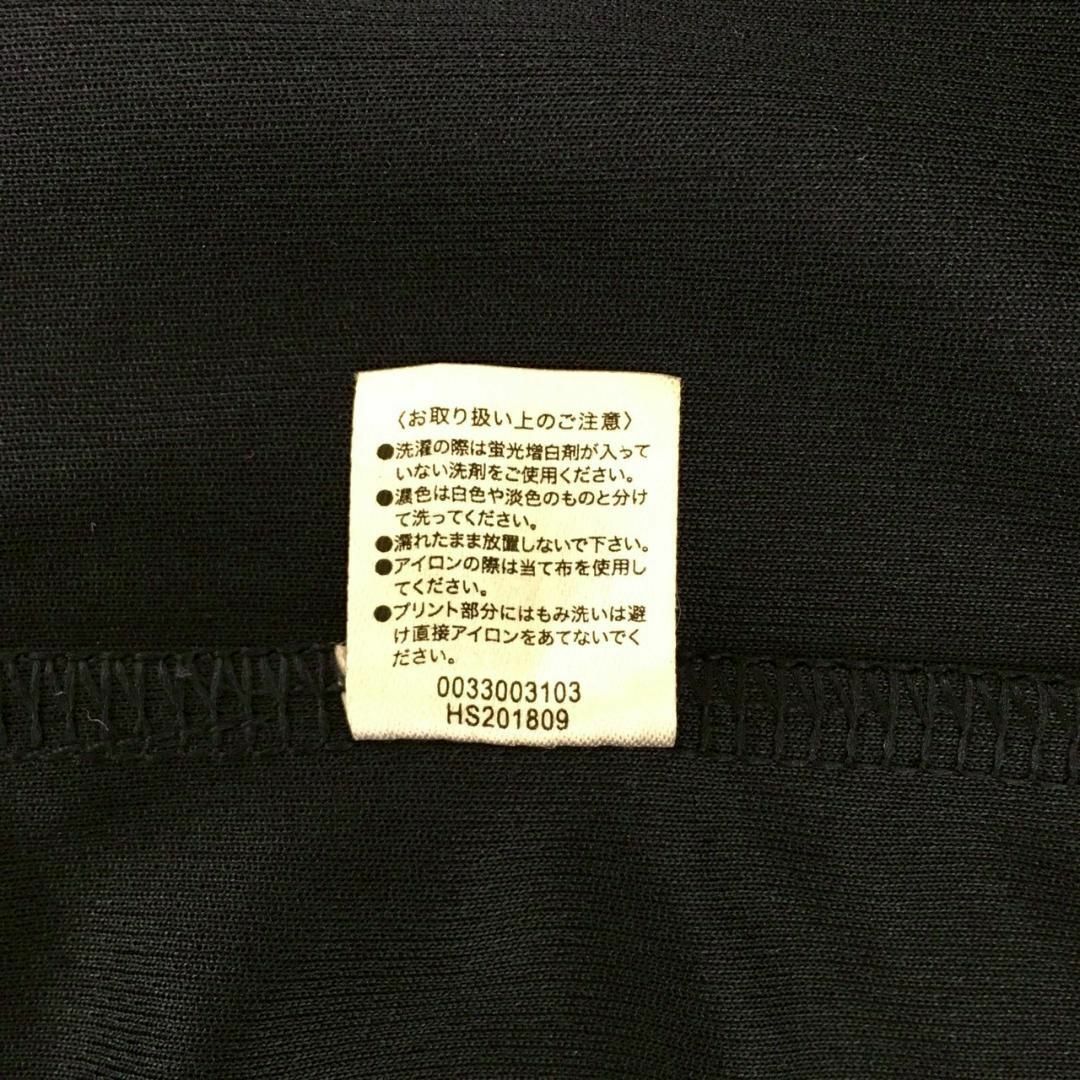 〈お取り扱い上のご注意〉
●洗濯の際は蛍光増白剤が入って
いない洗剤をご使用ください。
●濃色は白色や淡色のものと分け
て洗ってください。
●濡れたまま放置しないで下さい。
●アイロンの際は当て布を使用し
てください。
●プリント部分にはもみ洗いは避
け直接アイロンをあてないでく
ださい。
0033003103
HS201809